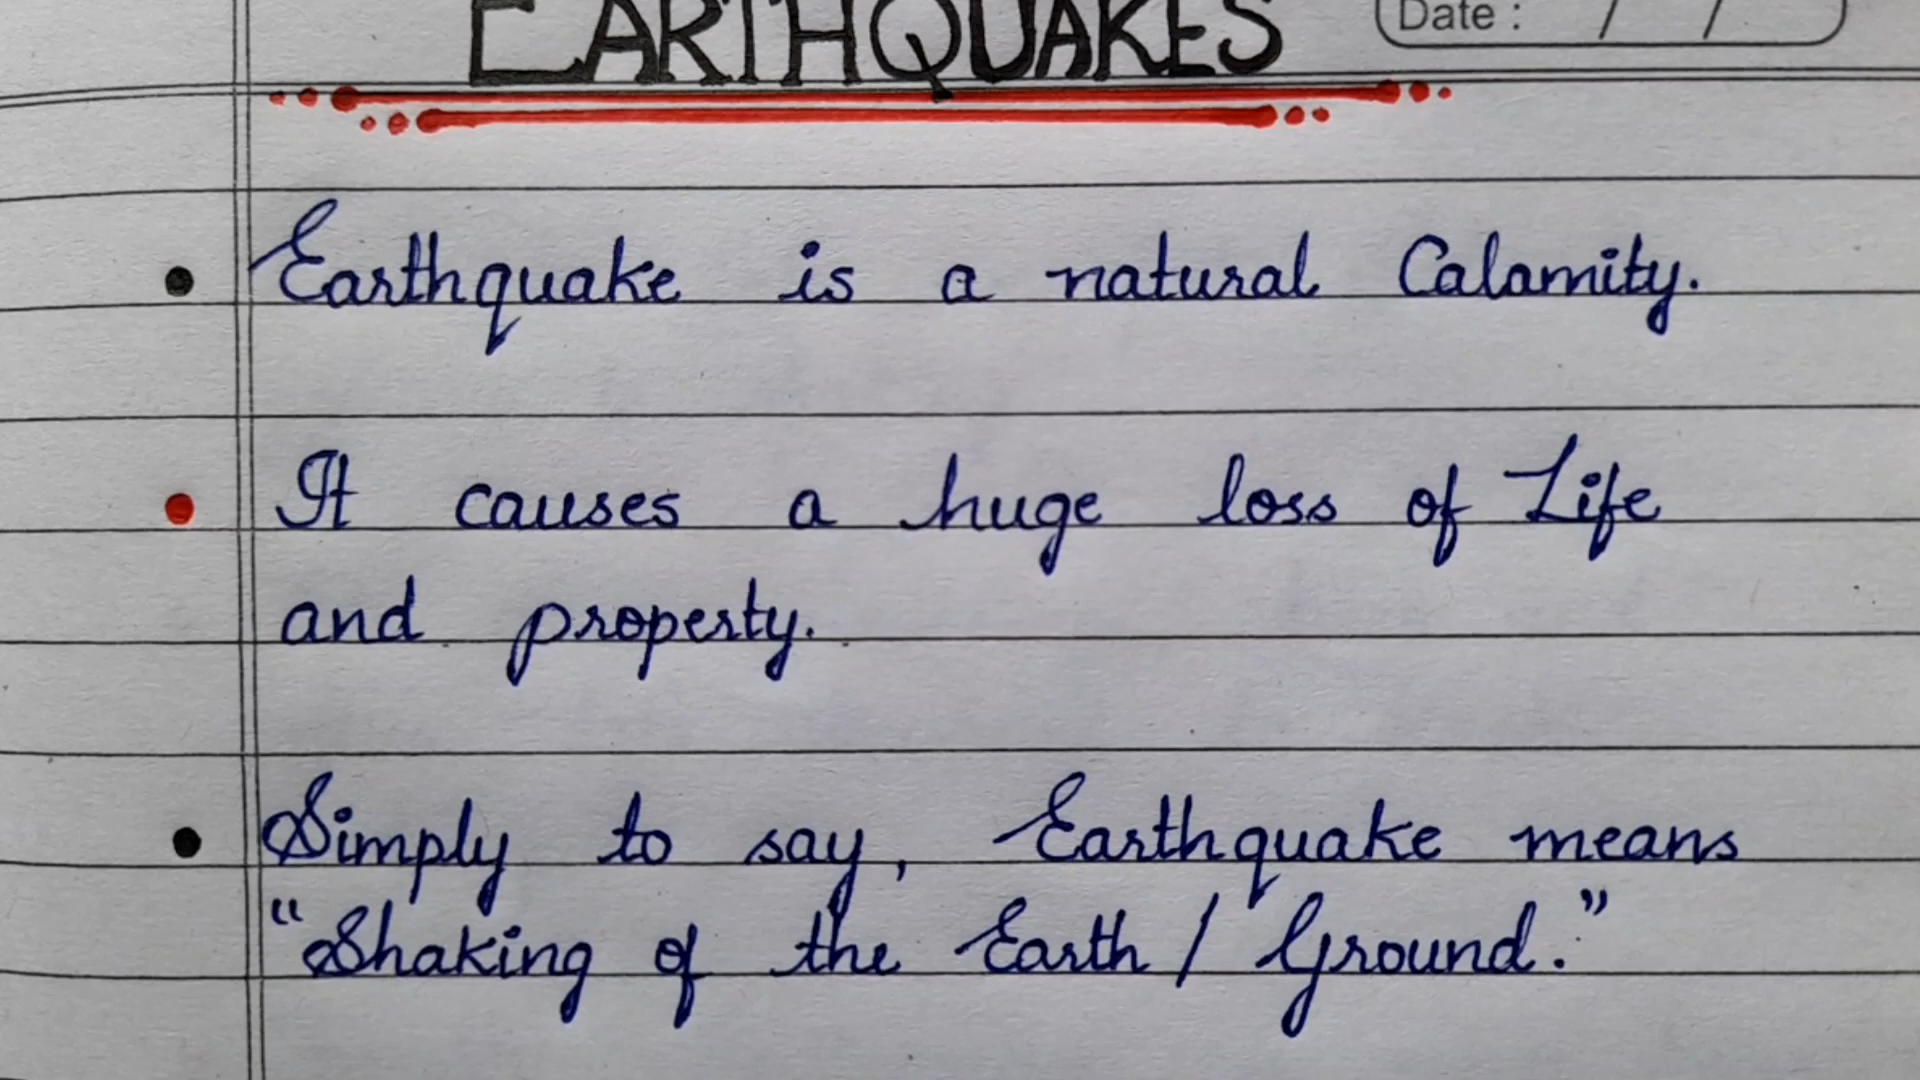 EARTHQUAKES
Date : / /
• Earthquake is a natural Calamity.
• It causes a huge loss of Life
and property.
• Simply to say, Earthquake means
“Shaking of the Earth / Ground.”